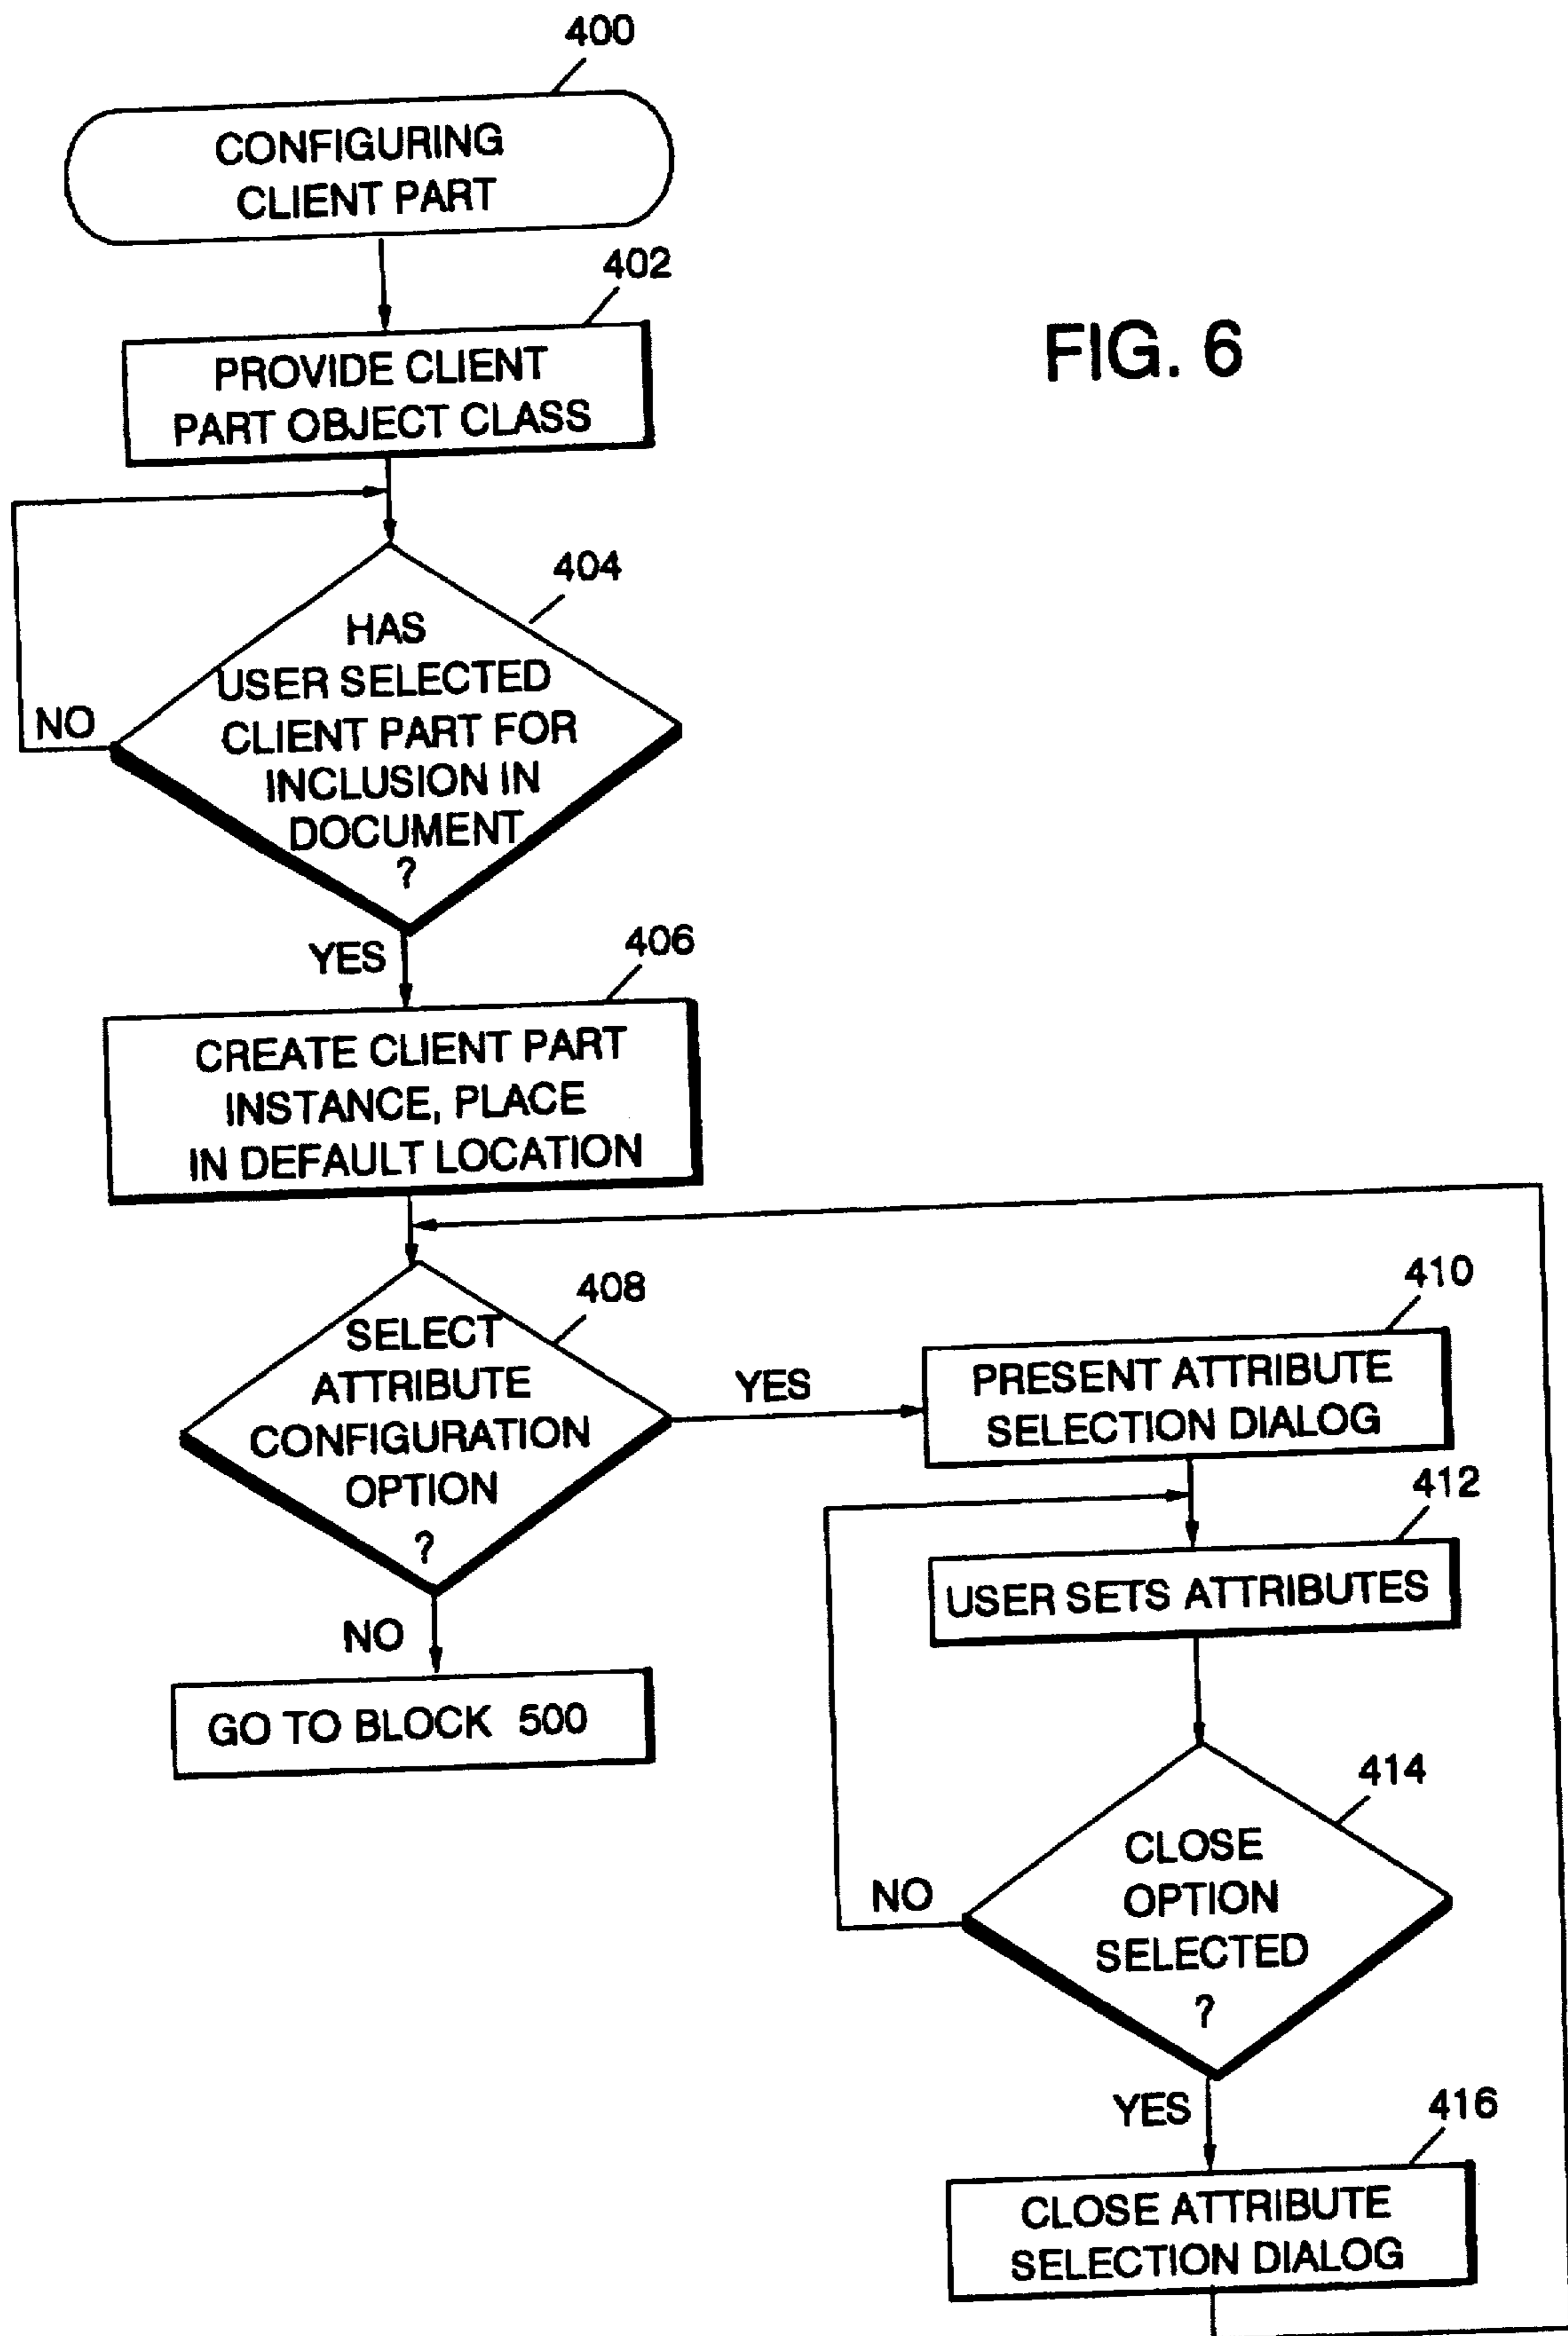 400
CONFIGURING
CLIENT PART
402
PROVIDE CLIENT
PART OBJECT CLASS
FIG. 6
404
HAS
USER SELECTED
CLIENT PART FOR
INCLUSION IN
DOCUMENT
?
NO
YES
406
CREATE CLIENT PART
INSTANCE, PLACE
IN DEFAULT LOCATION
408
SELECT
ATTRIBUTE
CONFIGURATION
OPTION
?
YES
NO
GO TO BLOCK 500
410
PRESENT ATTRIBUTE
SELECTION DIALOG
412
USER SETS ATTRIBUTES
414
CLOSE
OPTION
SELECTED
?
NO
YES
416
CLOSE ATTRIBUTE
SELECTION DIALOG